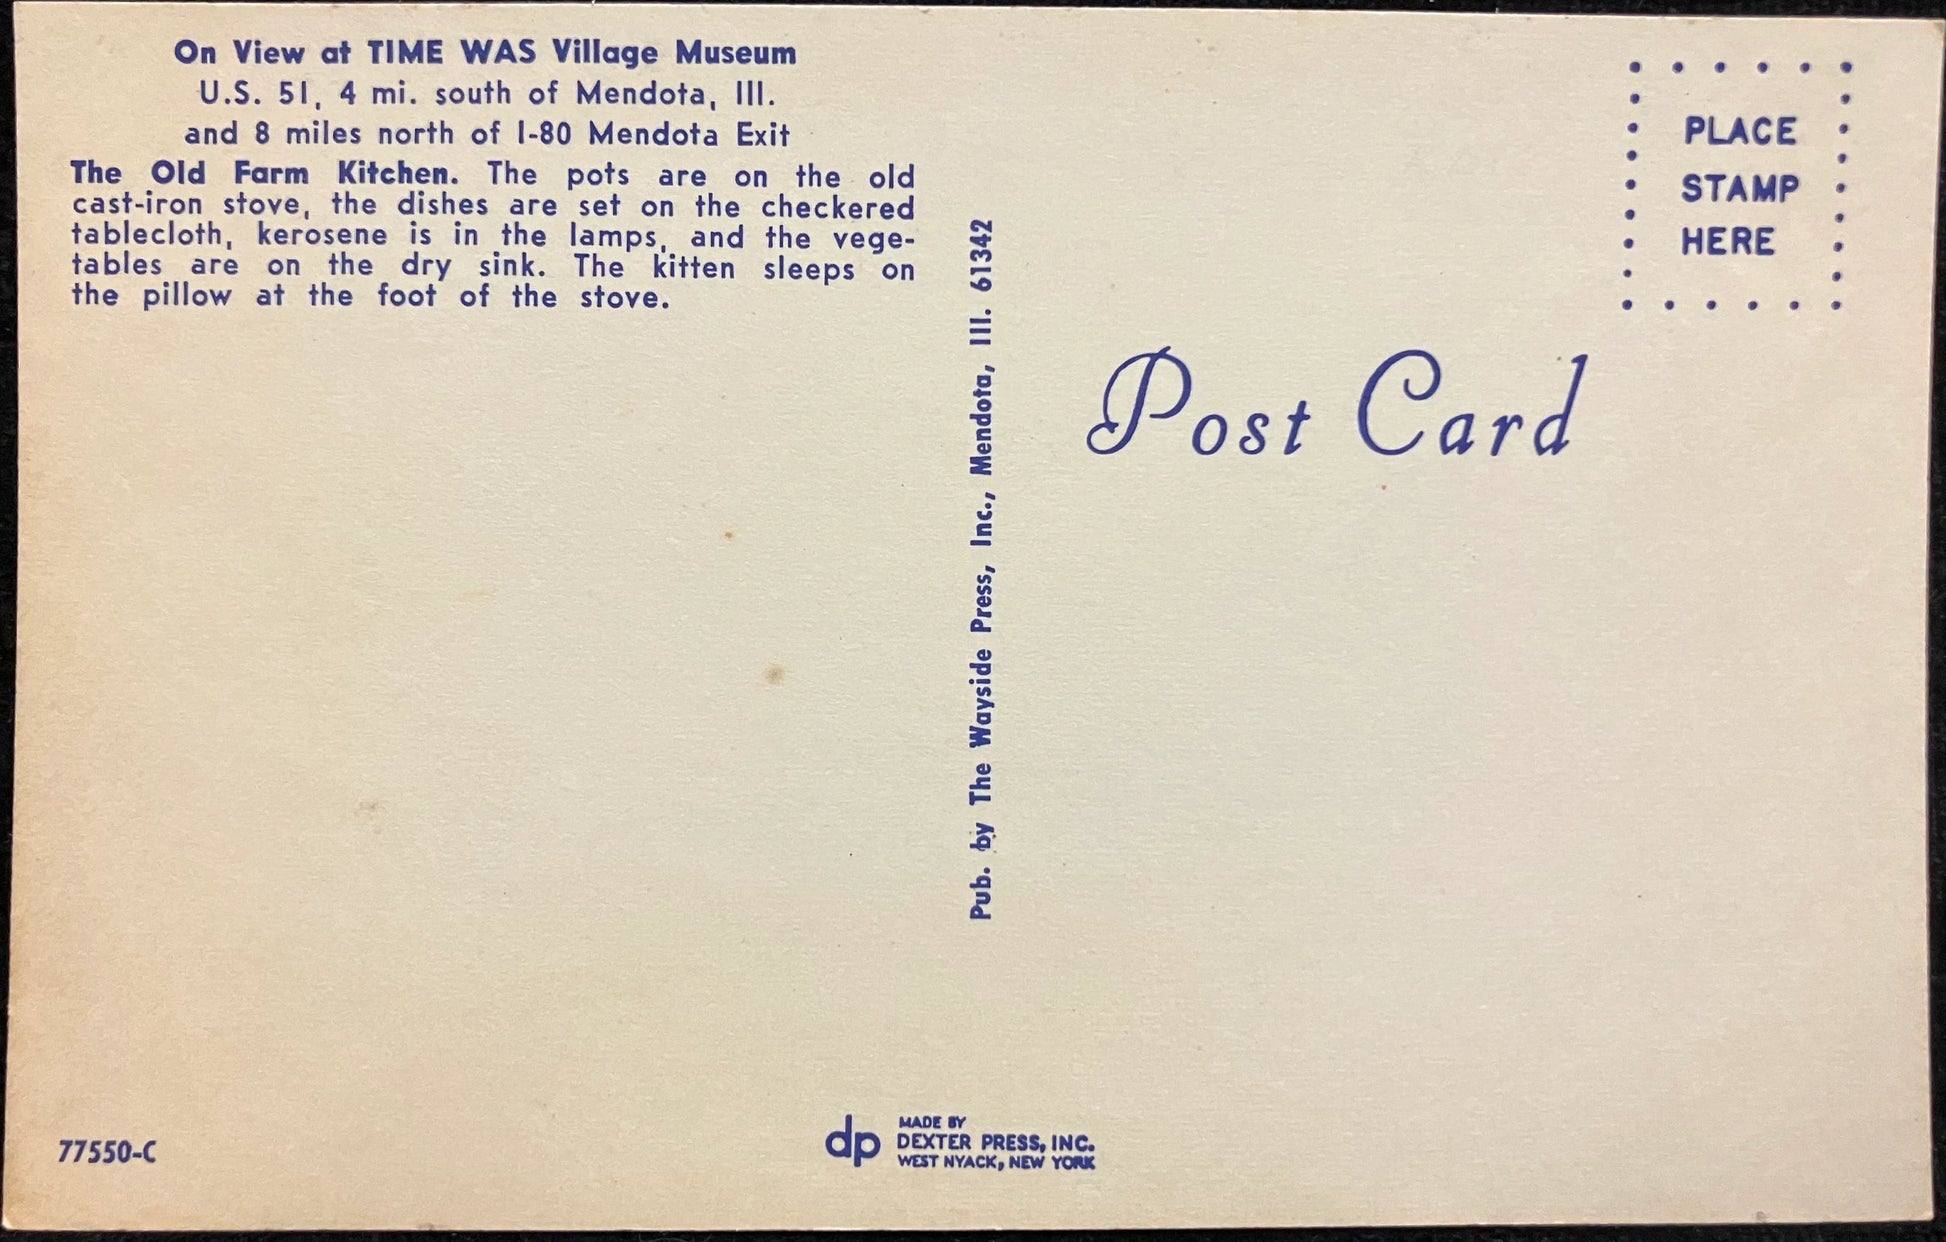 On View at TIME WAS Village Museum
U.S. 51, 4 mi. south of Mendota, Ill.
and 8 miles north of I-80 Mendota Exit
The Old Farm Kitchen. The pots are on the old
cast-iron stove, the dishes are set on the checkered
tablecloth, kerosene is in the lamps, and the vege-
tables are on the dry sink. The kitten sleeps on
the pillow at the foot of the stove.
Pub. by The Wayside Press, Inc., Mendota, Ill. 61342
PLACE
STAMP
HERE
Post Card
77550-C
dp
MADE BY
DEXTER PRESS, INC.
WEST NYACK, NEW YORK